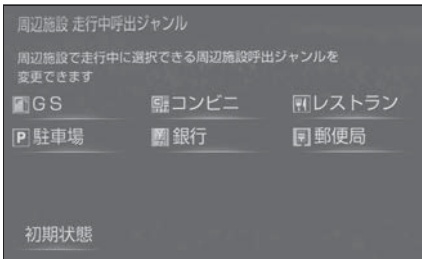 周辺施設 走行中呼出ジャンル
周辺施設で走行中に選択できる周辺施設呼出ジャンルを
変更できます
GS コンビニ レストラン
P 駐車場 銀行 〒 郵便局
初期状態